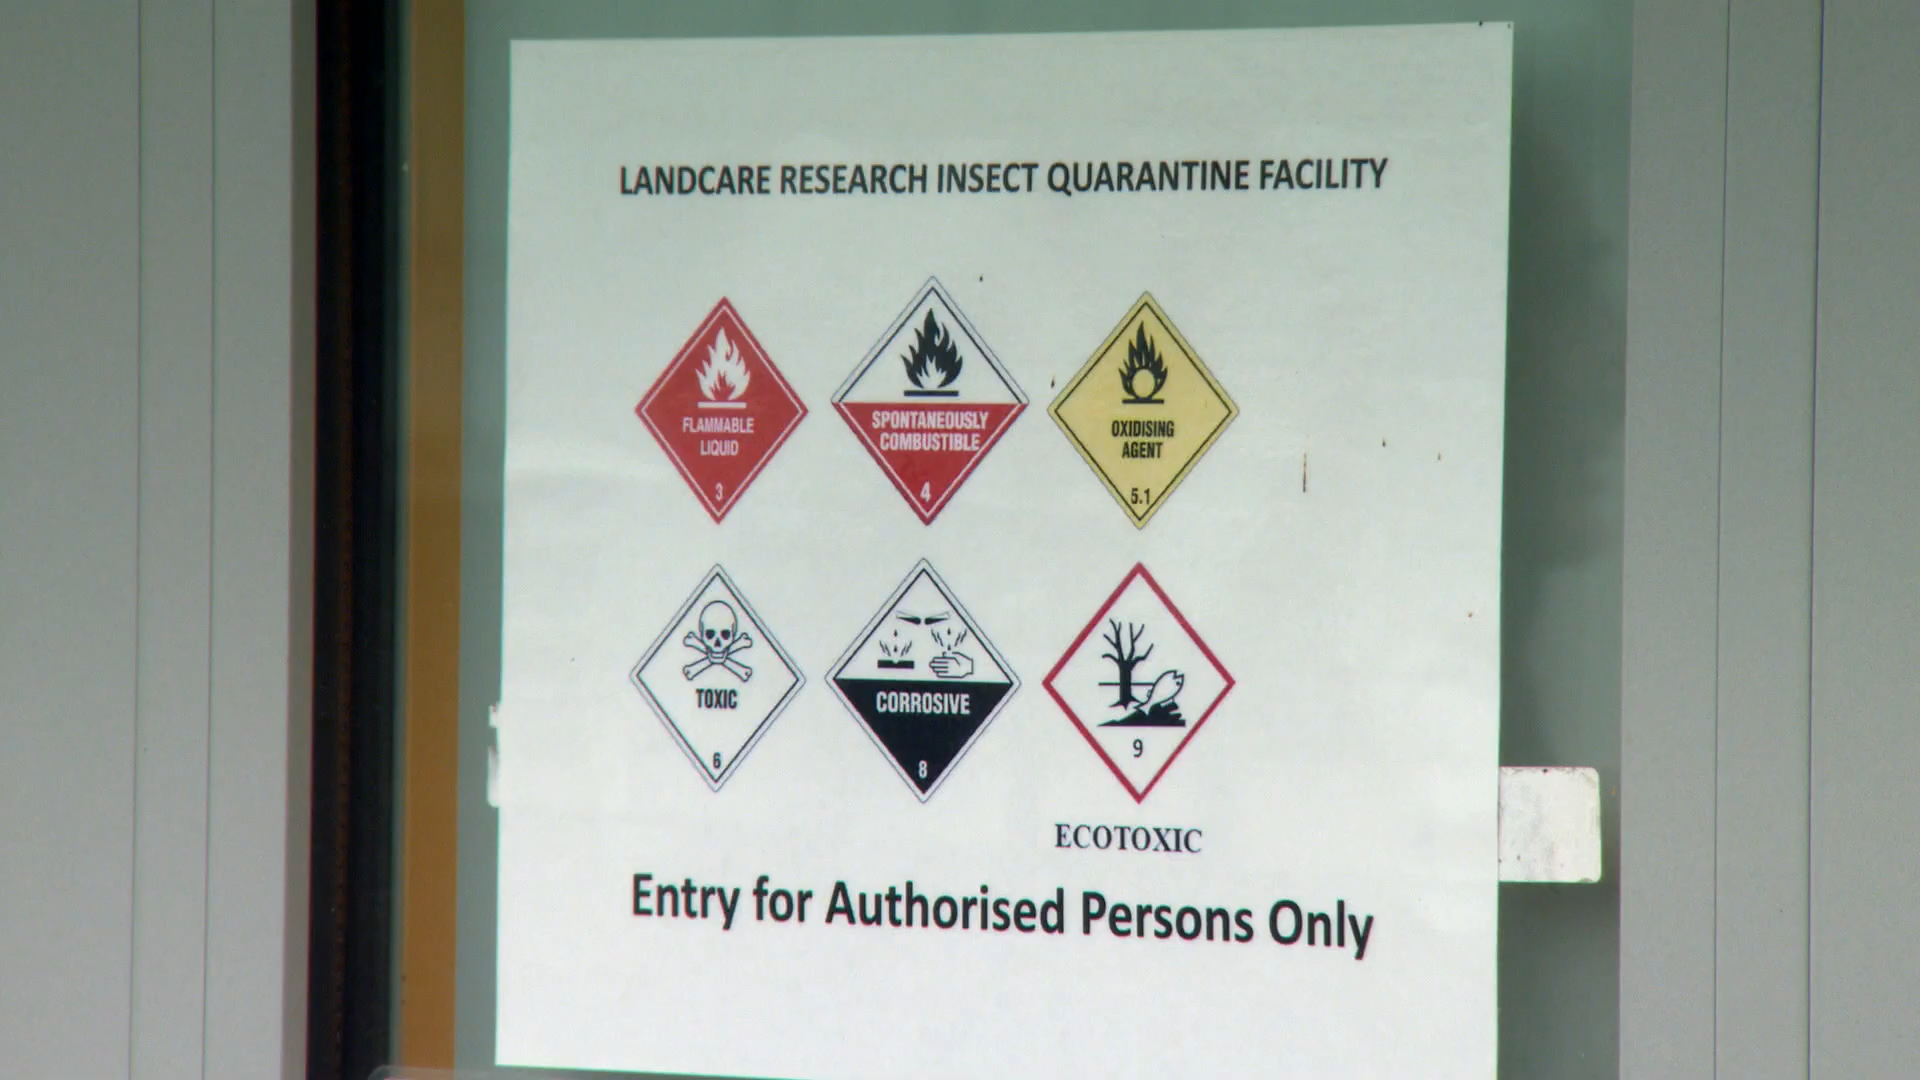 LANDCARE RESEARCH INSECT QUARANTINE FACILITY
FLAMMABLE
LIQUID
3
SPONTANEOUSLY
COMBUSTIBLE
4
OXIDISING
AGENT
5.1
TOXIC
6
CORROSIVE
8
9
ECOTOXIC
Entry for Authorised Persons Only